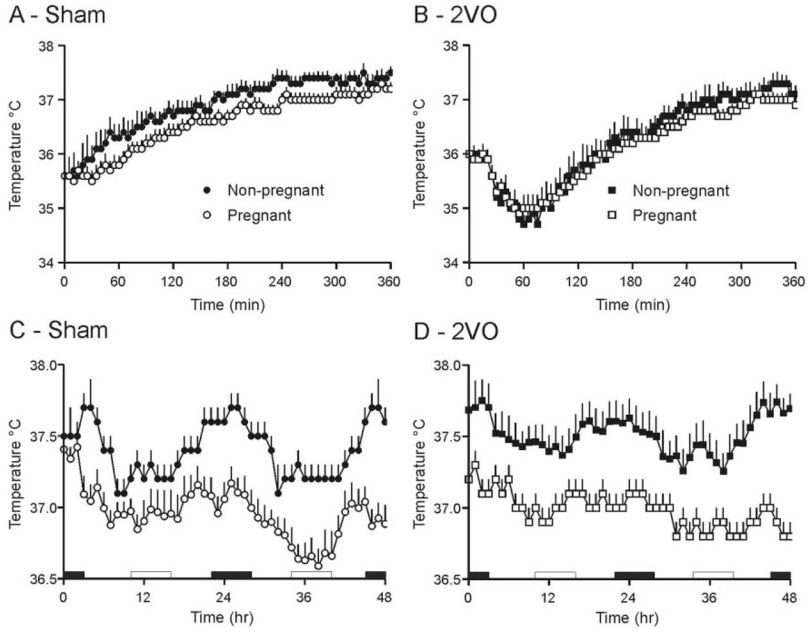 A - Sham
B - 2VO
38
37
36
35
34
Temperature °C
Non-pregnant
Pregnant
0 60 120 180 240 300 360
Time (min)
38
37
36
35
34
Temperature °C
Non-pregnant
Pregnant
0 60 120 180 240 300 360
Time (min)
C - Sham
D - 2VO
38.0
37.5
37.0
36.5
Temperature °C
0 12 24 36 48
Time (hr)
38.0
37.5
37.0
36.5
Temperature °C
0 12 24 36 48
Time (hr)